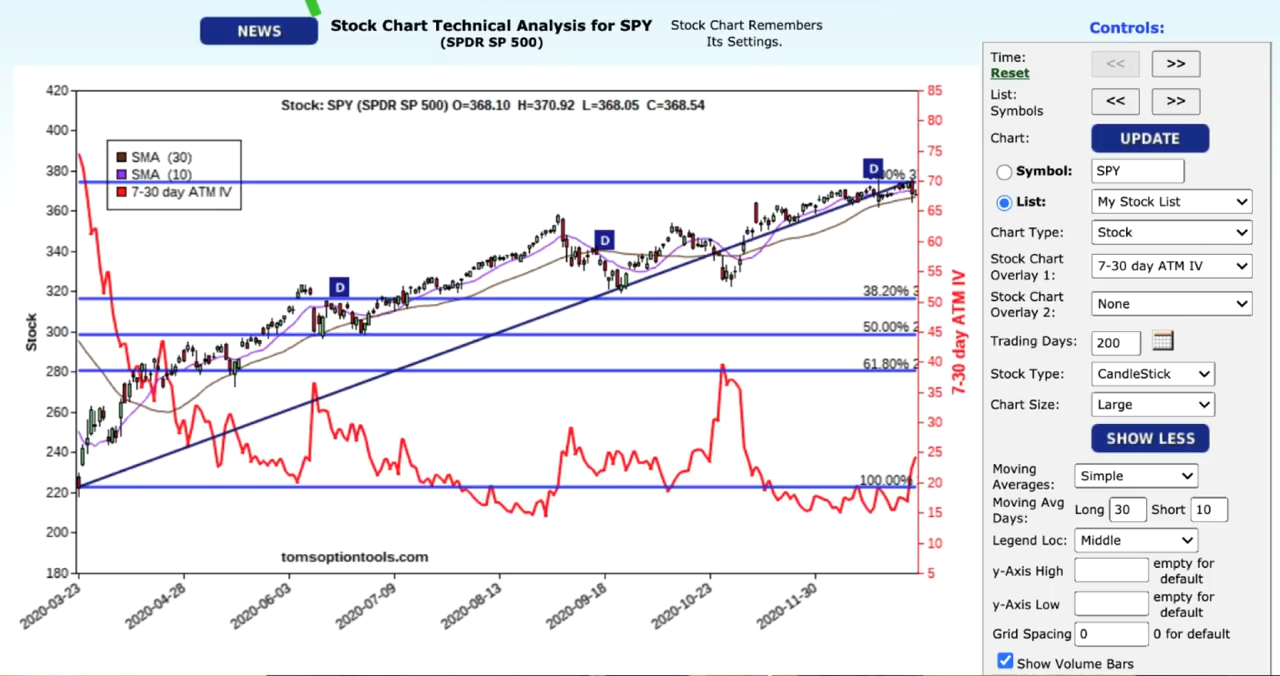 NEWS
Stock Chart Technical Analysis for SPY
(SPDR SP 500)
Stock Chart Remembers
Its Settings.
Stock: SPY (SPDR SP 500) O=368.10 H=370.92 L=368.05 C=368.54
SMA (30)
SMA (10)
7-30 day ATM IV
D
D
D
38.20%
50.00%
61.80%
100.00%
420
400
380
360
340
320
300
280
260
240
220
200
180
Stock
85
80
75
70
65
60
55
50
45
40
35
30
25
20
15
10
5
7-30 day ATM IV
tomsoptiontools.com
2020-03-23
2020-04-28
2020-06-03
2020-07-09
2020-08-13
2020-09-18
2020-10-23
2020-11-30
Controls:
Time:
Reset
<< >>
List:
Symbols
<< >>
Chart: UPDATE
Symbol: SPY
List: My Stock List
Chart Type: Stock
Stock Chart
Overlay 1: 7-30 day ATM IV
Stock Chart
Overlay 2: None
Trading Days: 200
Stock Type: CandleStick
Chart Size: Large
SHOW LESS
Moving
Averages: Simple
Moving Avg
Days: Long 30 Short 10
Legend Loc: Middle
y-Axis High empty for
default
y-Axis Low empty for
default
Grid Spacing 0 0 for default
Show Volume Bars